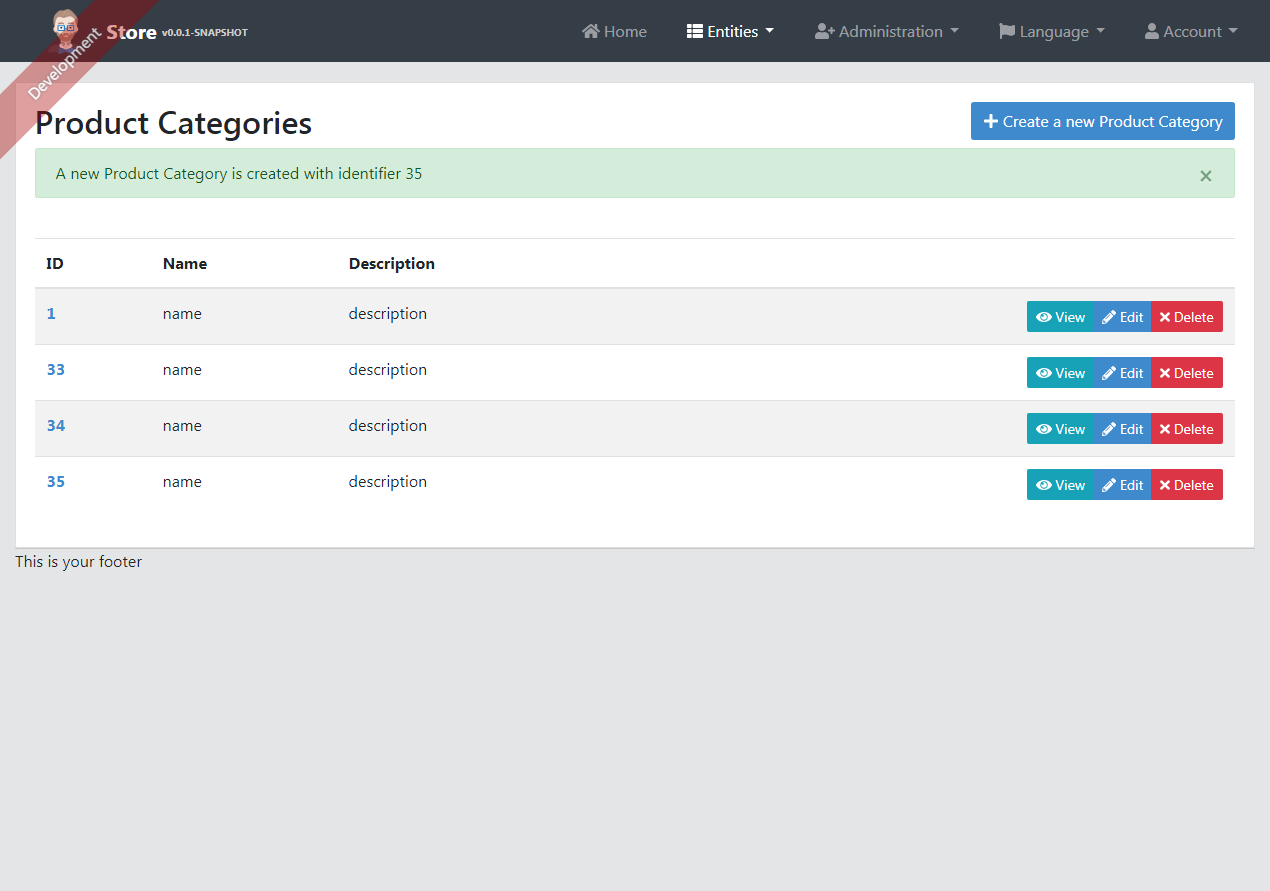 Store v0.0.1-SNAPSHOT Home Entities Administration Language Account
Development
Product Categories Create a new Product Category
A new Product Category is created with identifier 35 ×
ID Name Description
1 name description View Edit Delete
33 name description View Edit Delete
34 name description View Edit Delete
35 name description View Edit Delete
This is your footer